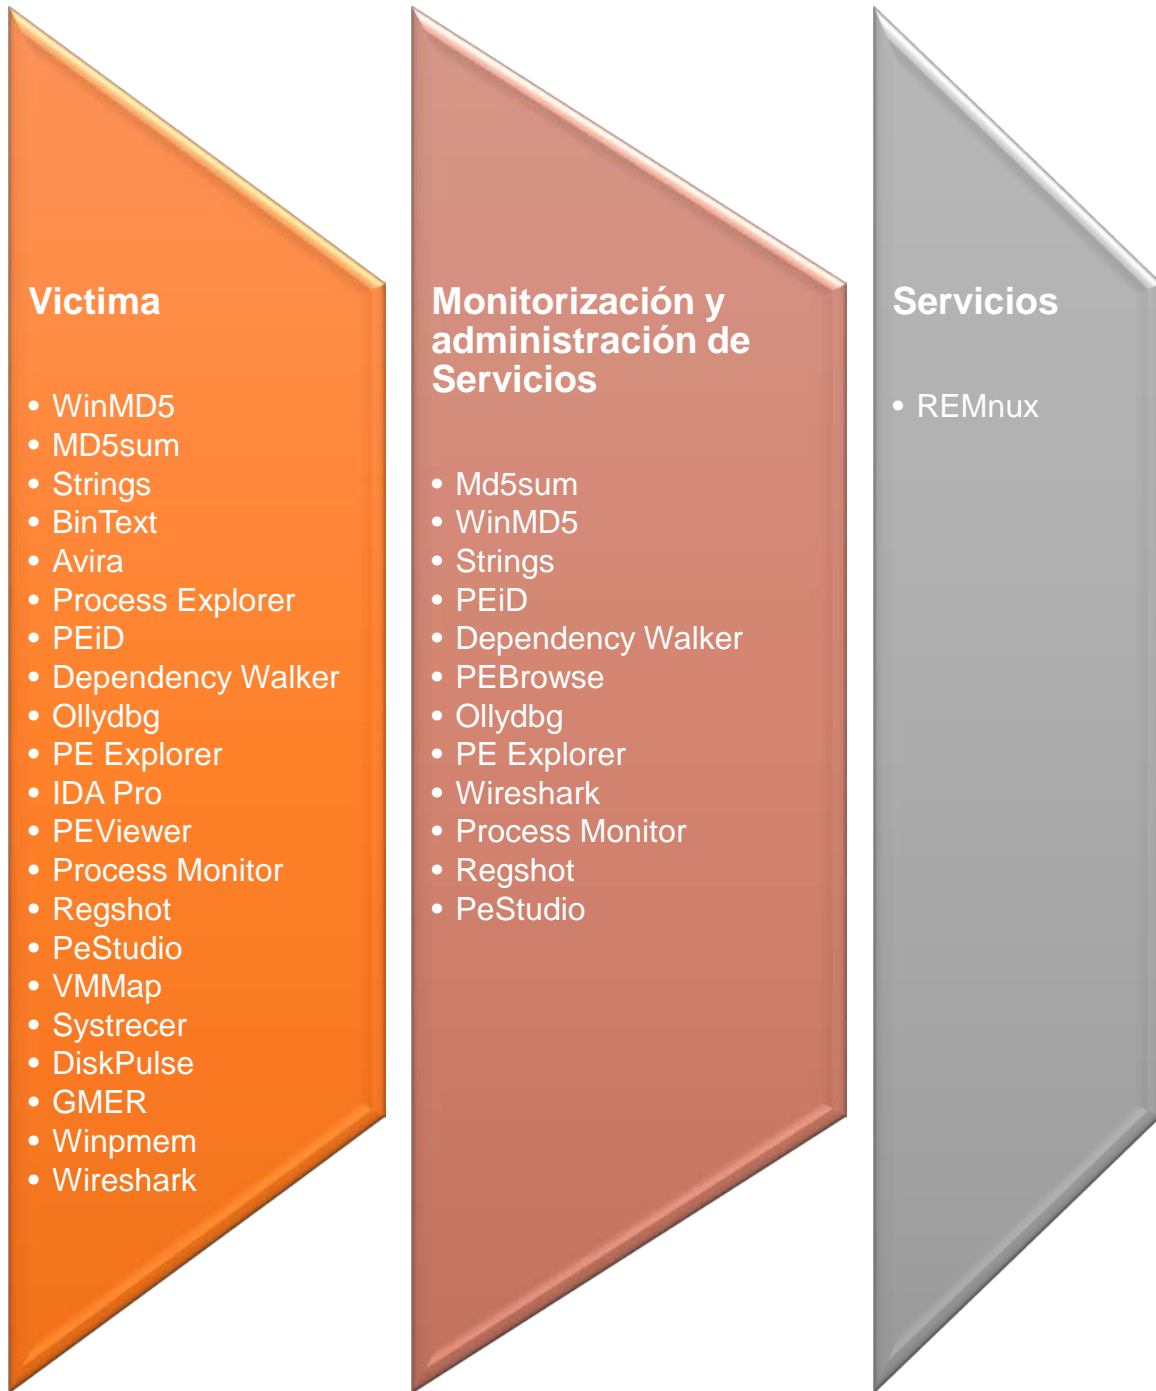 Victima
• WinMD5
• MD5sum
• Strings
• BinText
• Avira
• Process Explorer
• PEiD
• Dependency Walker
• Ollydbg
• PE Explorer
• IDA Pro
• PEViewer
• Process Monitor
• Regshot
• PeStudio
• VMMap
• Systrecer
• DiskPulse
• GMER
• Winpmem
• Wireshark
Monitorización y
administración de
Servicios
• Md5sum
• WinMD5
• Strings
• PEiD
• Dependency Walker
• PEBrowse
• Ollydbg
• PE Explorer
• Wireshark
• Process Monitor
• Regshot
• PeStudio
Servicios
• REMnux